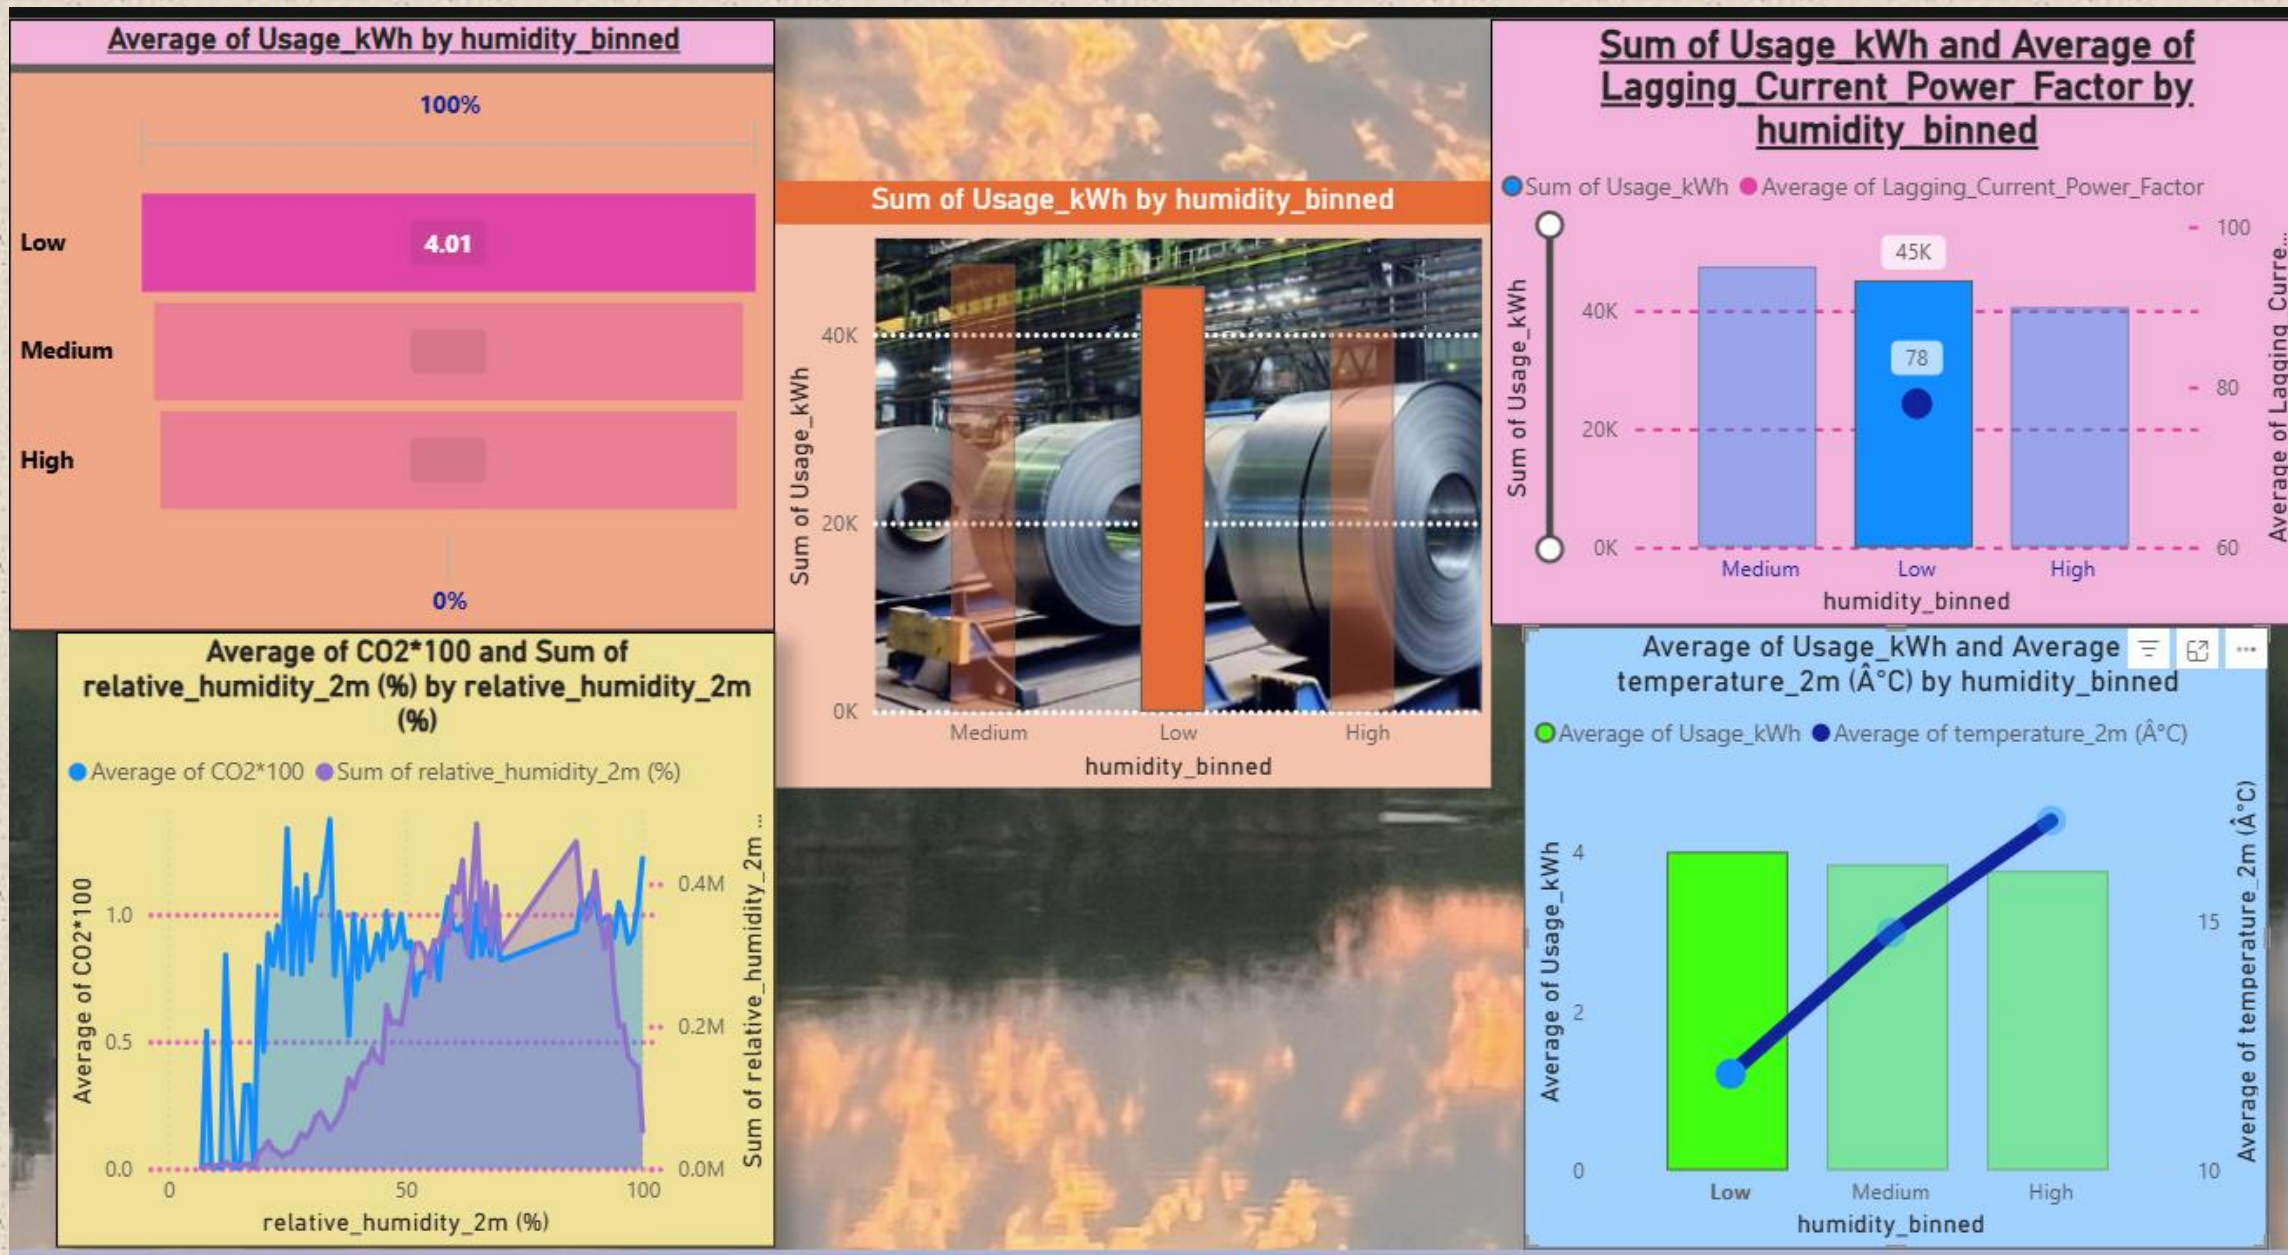 Average of Usage_kWh by humidity_binned
100%
Low
4.01
Medium
High
0%
Sum of Usage_kWh by humidity_binned
Sum of Usage_kWh
40K
20K
0K
Medium
Low
High
humidity_binned
Sum of Usage_kWh and Average of
Lagging_Current_Power_Factor by
humidity_binned
Sum of Usage_kWh
Average of Lagging_Current_Power_Factor
Sum of Usage_kWh
40K
20K
0K
45K
78
100
80
60
Average of Lagging_Curre...
Medium
Low
High
humidity_binned
Average of CO2*100 and Sum of
relative_humidity_2m (%) by relative_humidity_2m
(%)
Average of CO2*100
Sum of relative_humidity_2m (%)
Average of CO2*100
1.0
0.5
0.0
0.4M
0.2M
0.0M
Sum of relative_humidity_2m ...
0
50
100
relative_humidity_2m (%)
Average of Usage_kWh and Average
temperature_2m (Â°C) by humidity_binned
Average of Usage_kWh
Average of temperature_2m (Â°C)
Average of Usage_kWh
4
2
0
15
10
Average of temperature_2m (Â°C)
Low
Medium
High
humidity_binned